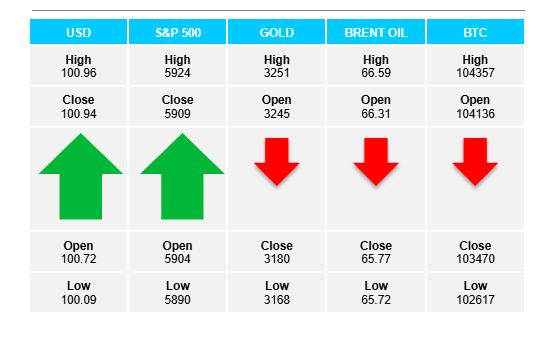 USD S&P 500 GOLD BRENT OIL BTC
High High High High High
100.96 5924 3251 66.59 104357
Close Close Open Open Open
100.94 5909 3245 66.31 104136
Open Open Close Close Close
100.72 5904 3180 65.77 103470
Low Low Low Low Low
100.09 5890 3168 65.72 102617